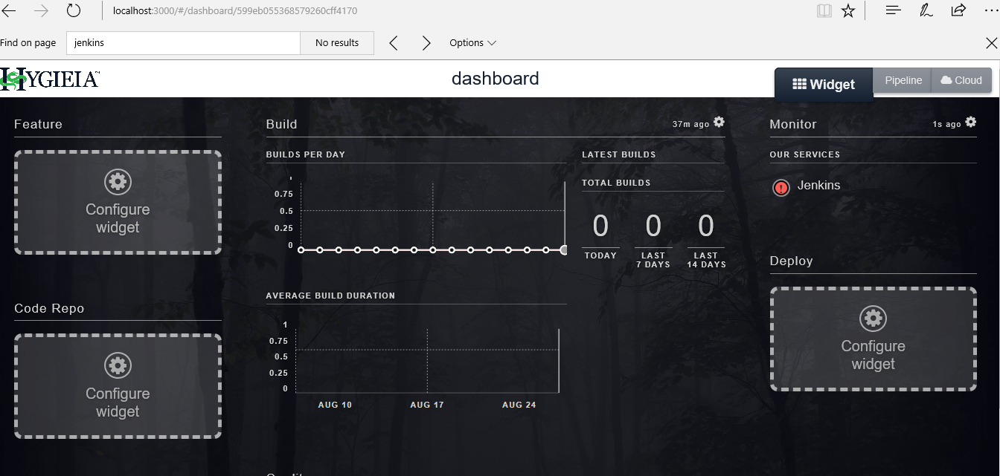 localhost:3000/#/dashboard/599eb055368579260cff4170
Find on page
jenkins
No results
Options
HYGIEIA™
dashboard
Widget
Pipeline
Cloud
Feature
Configure
widget
Code Repo
Configure
widget
Build
37m ago
BUILDS PER DAY
1
0.75
0.5
0.25
0
LATEST BUILDS
TOTAL BUILDS
0
TODAY
0
LAST
7 DAYS
0
LAST
14 DAYS
AVERAGE BUILD DURATION
1
0.75
0.5
0.25
0
AUG 10
AUG 17
AUG 24
Monitor
1s ago
OUR SERVICES
Jenkins
Deploy
Configure
widget